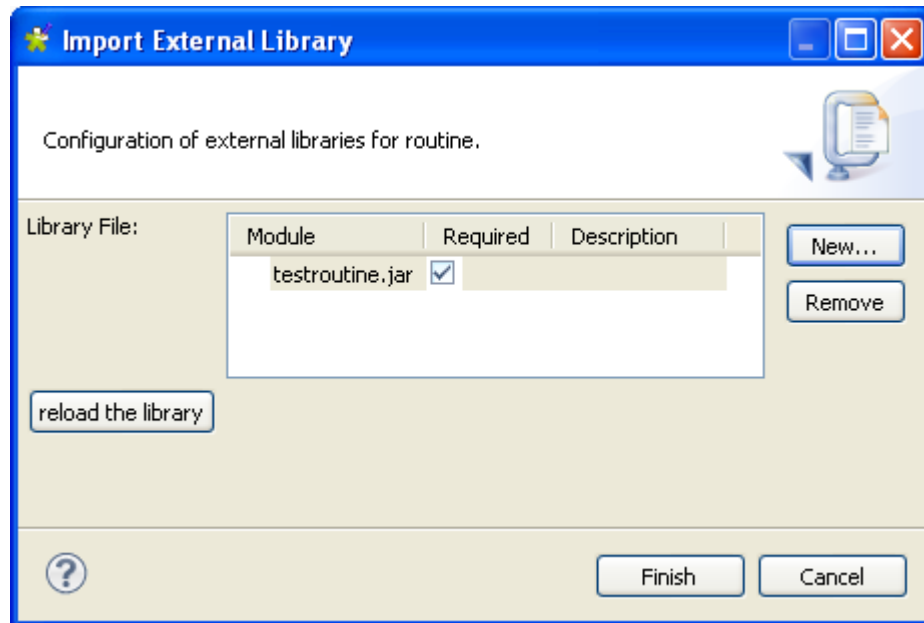 Import External Library
Configuration of external libraries for routine.
Library File:
Module Required Description
New...
testroutine.jar
Remove
reload the library
?
Finish Cancel